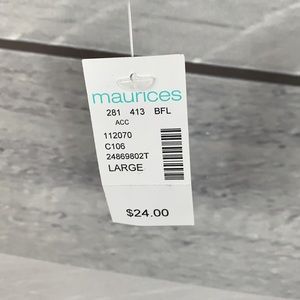 maurices
281 413 BFL
ACC
112070
C106
24869802T
LARGE
$24.00